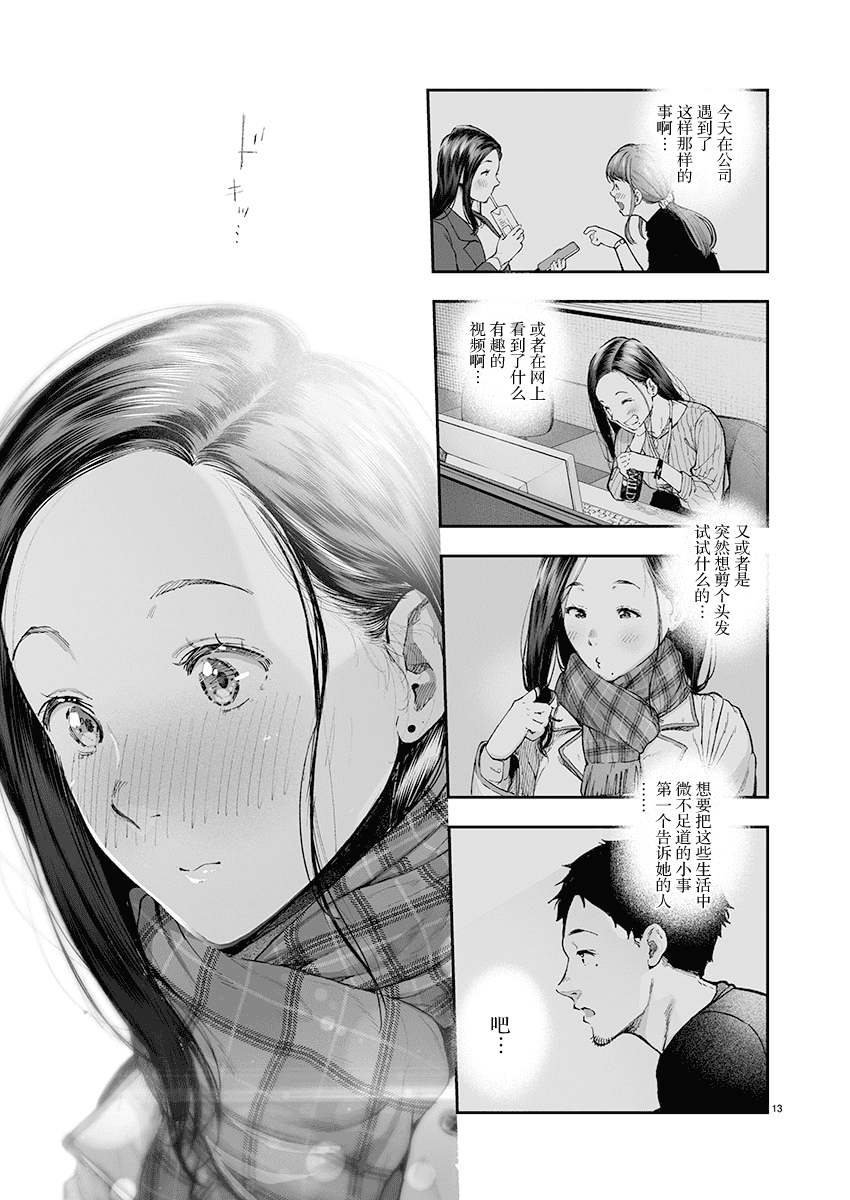 今天在公司
遇到了
这样那样的
事啊…
或者在网上
看到了什么
有趣的
视频啊…
又或者是
突然想剪个头发
试试什么的…
想要把这些生活中
微不足道的小事
第一个告诉她的人
……
吧…
ドキッ…
13